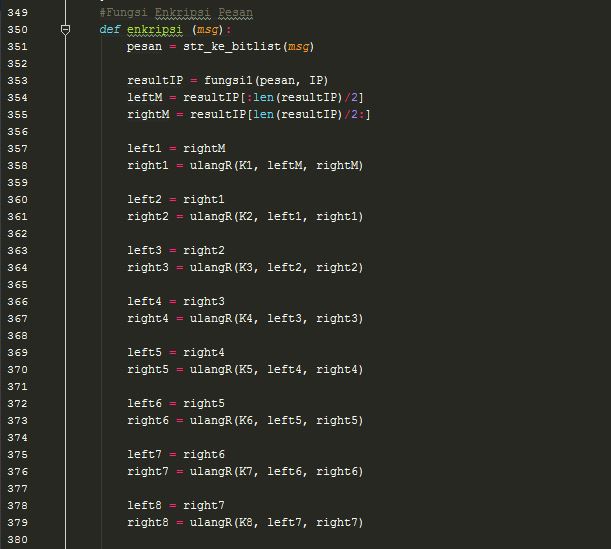 349 #Fungsi Enkripsi Pesan
350 def enkripsi (msg):
351 pesan = str_ke_bitlist(msg)
352
353 resultIP = fungsi1(pesan, IP)
354 leftM = resultIP[:len(resultIP)/2]
355 rightM = resultIP[len(resultIP)/2:]
356
357 left1 = rightM
358 right1 = ulangR(K1, leftM, rightM)
359
360 left2 = right1
361 right2 = ulangR(K2, left1, right1)
362
363 left3 = right2
364 right3 = ulangR(K3, left2, right2)
365
366 left4 = right3
367 right4 = ulangR(K4, left3, right3)
368
369 left5 = right4
370 right5 = ulangR(K5, left4, right4)
371
372 left6 = right5
373 right6 = ulangR(K6, left5, right5)
374
375 left7 = right6
376 right7 = ulangR(K7, left6, right6)
377
378 left8 = right7
379 right8 = ulangR(K8, left7, right7)
380